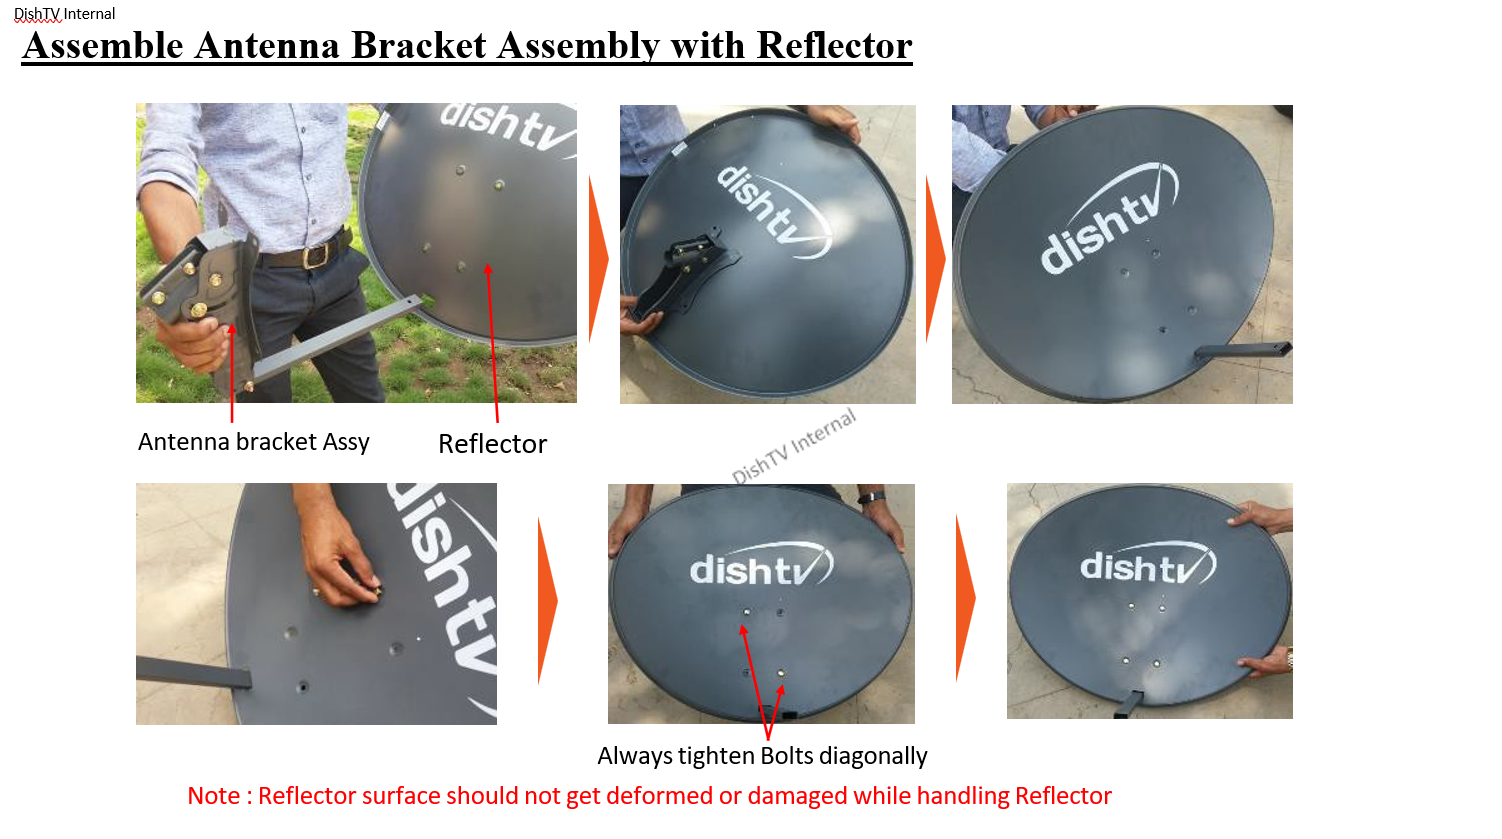 DishTV Internal
Assemble Antenna Bracket Assembly with Reflector
dishtv
dishtv
dishtv
Antenna bracket Assy
Reflector
DishTV Internal
dishtv
dishtv
dishtv
Always tighten Bolts diagonally
Note : Reflector surface should not get deformed or damaged while handling Reflector